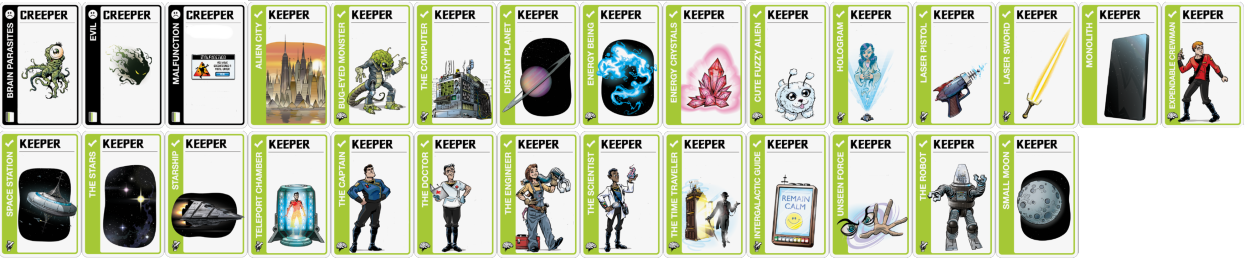 CREEPER
BRAIN PARASITES
CREEPER
EVIL
CREEPER
MALFUNCTION
KEEPER
ALIEN CITY
KEEPER
BUG-EYED MONSTER
KEEPER
THE COMPUTER
KEEPER
DISTANT PLANET
KEEPER
ENERGY BEING
KEEPER
ENERGY CRYSTALS
KEEPER
CUTE FUZZY ALIEN
KEEPER
HOLOGRAM
KEEPER
LASER PISTOL
KEEPER
LASER SWORD
KEEPER
MONOLITH
KEEPER
EXPENDABLE CREWMAN
KEEPER
SPACE STATION
KEEPER
THE STARS
KEEPER
STARSHIP
KEEPER
TELEPORT CHAMBER
KEEPER
THE CAPTAIN
KEEPER
THE DOCTOR
KEEPER
THE ENGINEER
KEEPER
THE SCIENTIST
KEEPER
THE TIME TRAVELER
KEEPER
INTERGALACTIC GUIDE
REMAIN
CALM
KEEPER
UNSEEN FORCE
KEEPER
THE ROBOT
KEEPER
SMALL MOON